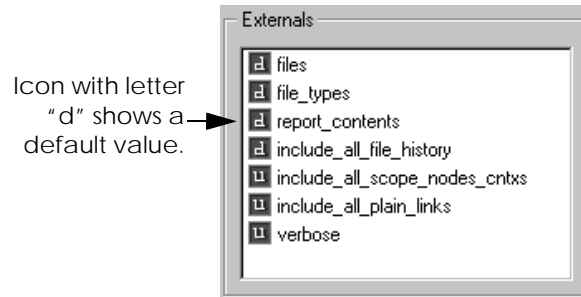 Externals
Icon with letter
“d” shows a
default value.
d files
d file_types
d report_contents
d include_all_file_history
u include_all_scope_nodes_cntxs
u include_all_plain_links
u verbose